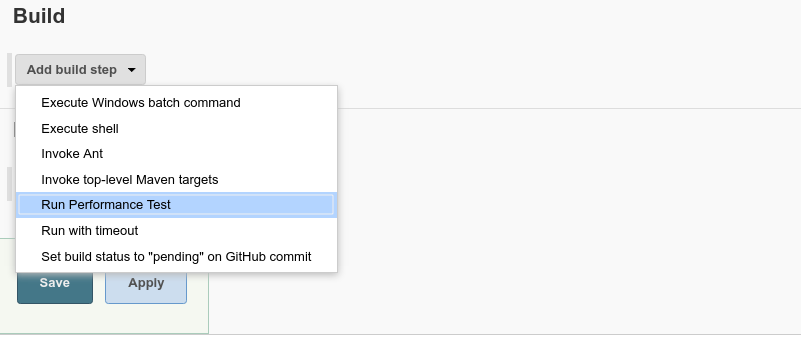 Build
Add build step
Execute Windows batch command
Execute shell
Invoke Ant
Invoke top-level Maven targets
Run Performance Test
Run with timeout
Set build status to "pending" on GitHub commit
Save Apply